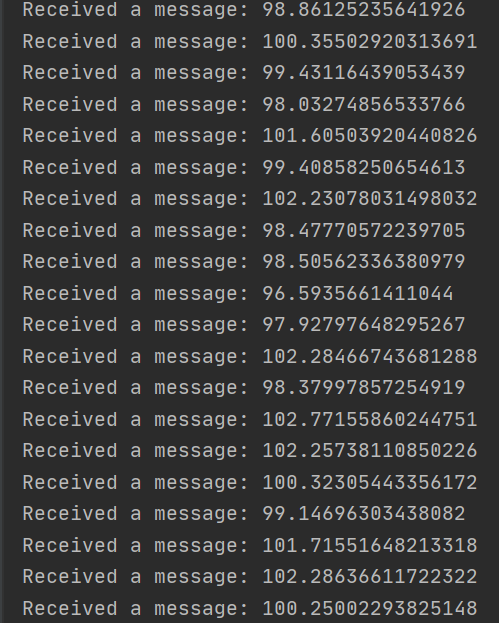 Received a message: 98.86125235641926
Received a message: 100.35502920313691
Received a message: 99.43116439053439
Received a message: 98.03274856533766
Received a message: 101.60503920440826
Received a message: 99.40858250654613
Received a message: 102.23078031498032
Received a message: 98.47770572239705
Received a message: 98.50562336380979
Received a message: 96.5935661411044
Received a message: 97.92797648295267
Received a message: 102.28466743681288
Received a message: 98.37997857254919
Received a message: 102.77155860244751
Received a message: 102.25738110850226
Received a message: 100.32305443356172
Received a message: 99.14696303438082
Received a message: 101.71551648213318
Received a message: 102.28636611722322
Received a message: 100.25002293825148